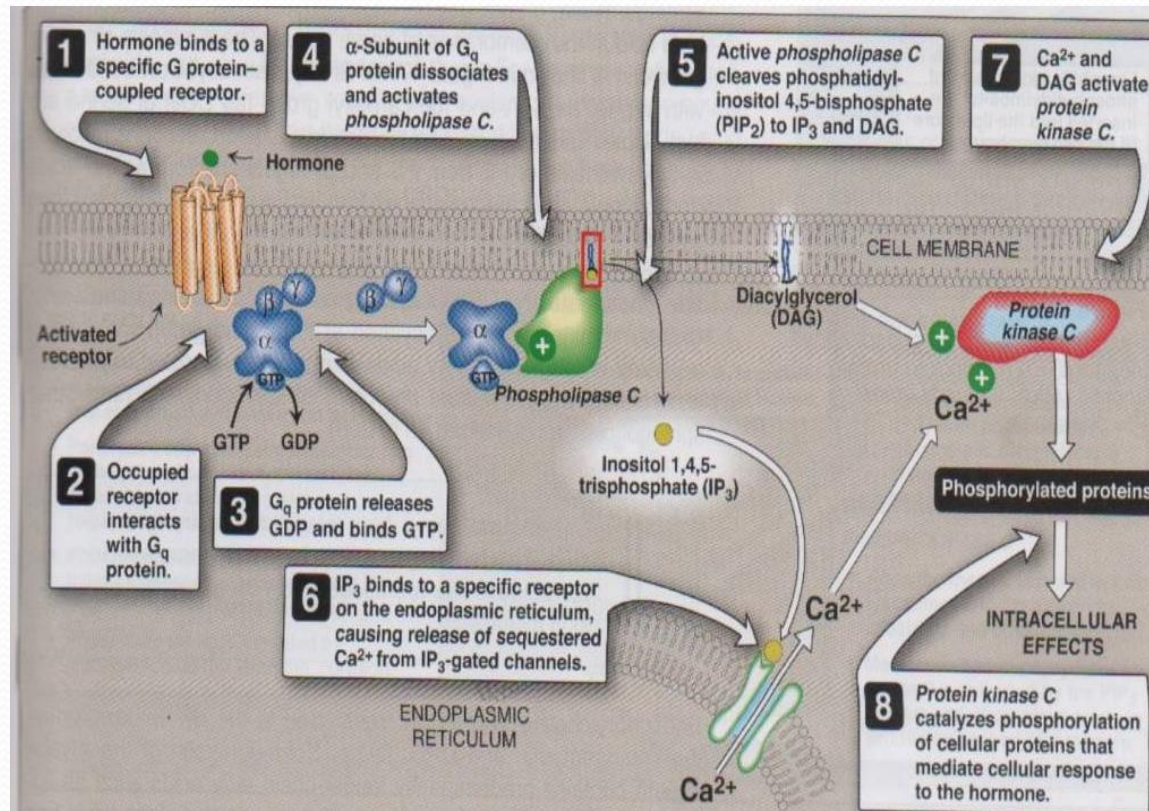 1
Hormone binds to a
specific G protein–
coupled receptor.
4
α-Subunit of Gq
protein dissociates
and activates
phospholipase C.
5
Active phospholipase C
cleaves phosphatidyl-
inositol 4,5-bisphosphate
(PIP2) to IP3 and DAG.
7
Ca2+ and
DAG activate
protein
kinase C.
Hormone
CELL MEMBRANE
Activated
receptor
β
γ
α
GTP
GTP
GDP
β
γ
α
GTP
+
Phospholipase C
Diacylglycerol
(DAG)
Protein
kinase C
+
+
Ca2+
Inositol 1,4,5-
trisphosphate (IP3)
Phosphorylated proteins
2
Occupied
receptor
interacts
with Gq
protein.
3
Gq protein releases
GDP and binds GTP.
6
IP3 binds to a specific receptor
on the endoplasmic reticulum,
causing release of sequestered
Ca2+ from IP3-gated channels.
Ca2+
INTRACELLULAR
EFFECTS
ENDOPLASMIC
RETICULUM
Ca2+
8
Protein kinase C
catalyzes phosphorylation
of cellular proteins that
mediate cellular response
to the hormone.